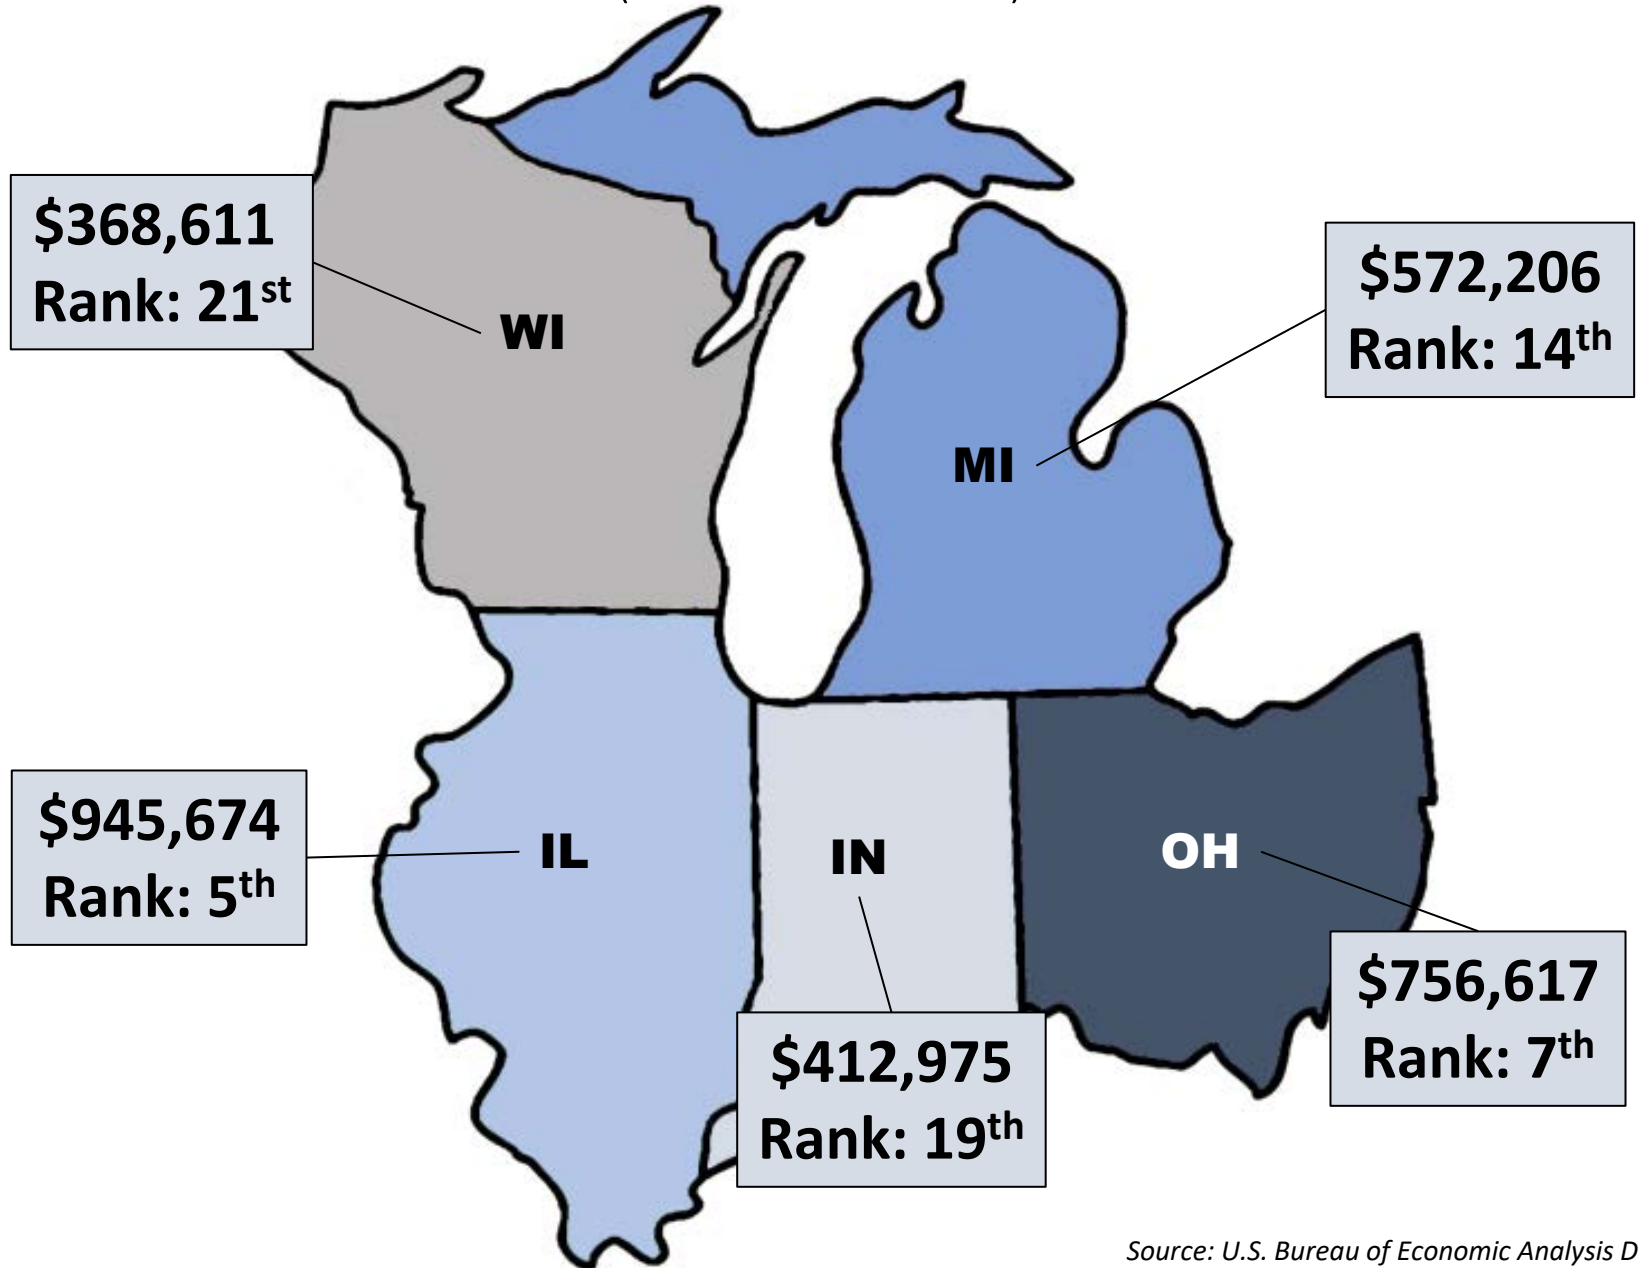 $368,611
Rank: 21st
WI
$572,206
Rank: 14th
MI
$945,674
Rank: 5th
IL
IN
OH
$756,617
Rank: 7th
$412,975
Rank: 19th
Source: U.S. Bureau of Economic Analysis D